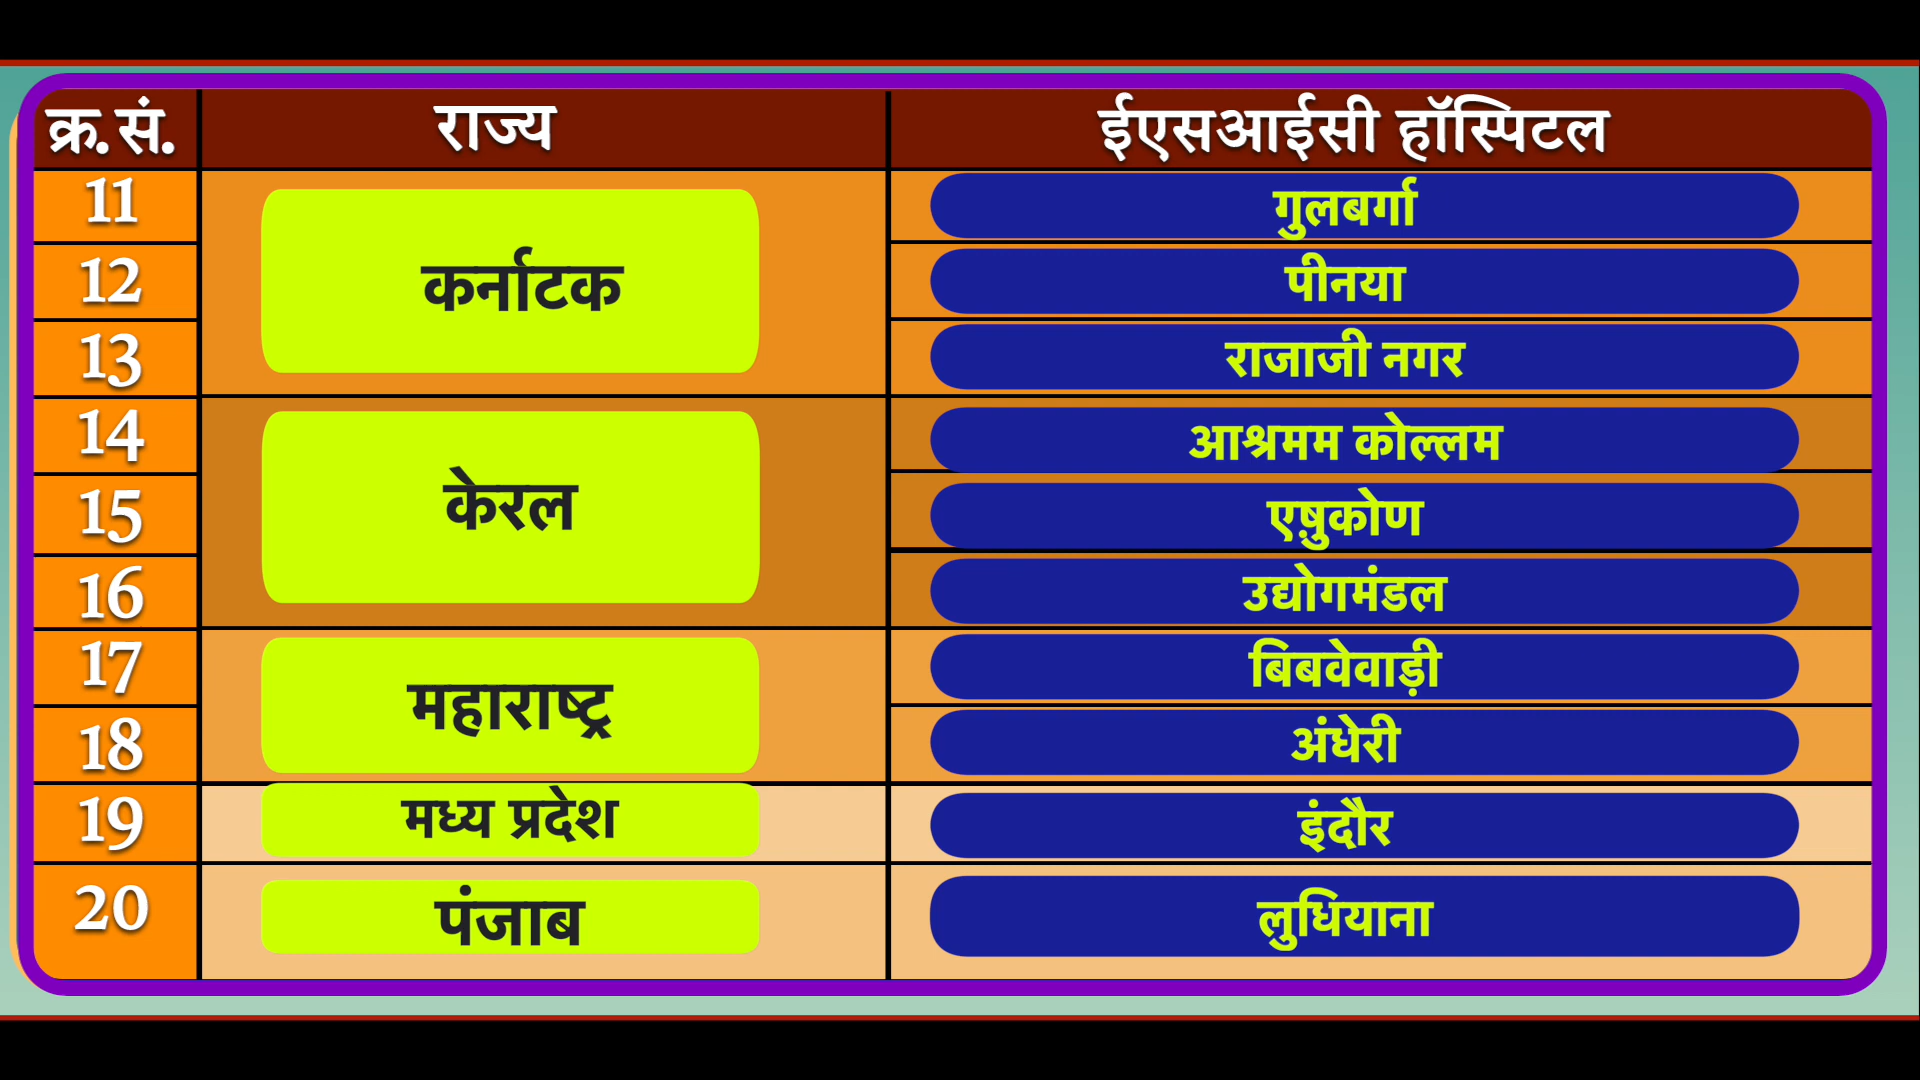 क्र.सं. राज्य ईएसआईसी हॉस्पिटल
11 कर्नाटक गुलबर्गा
12 पीनया
13 राजाजी नगर
14 केरल आश्रमम कोल्लम
15 एष़ुकोण
16 उद्योगमंडल
17 महाराष्ट्र बिबवेवाड़ी
18 अंधेरी
19 मध्य प्रदेश इंदौर
20 पंजाब लुधियाना